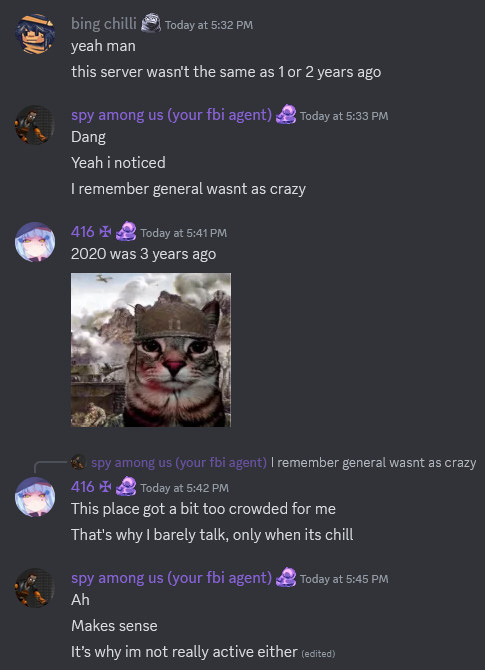 bing chilli Today at 5:32 PM
yeah man
this server wasn't the same as 1 or 2 years ago
spy among us (your fbi agent) Today at 5:33 PM
Dang
Yeah i noticed
I remember general wasnt as crazy
416 ✠ Today at 5:41 PM
2020 was 3 years ago
spy among us (your fbi agent) I remember general wasnt as crazy
416 ✠ Today at 5:42 PM
This place got a bit too crowded for me
That's why I barely talk, only when its chill
spy among us (your fbi agent) Today at 5:45 PM
Ah
Makes sense
It's why im not really active either (edited)